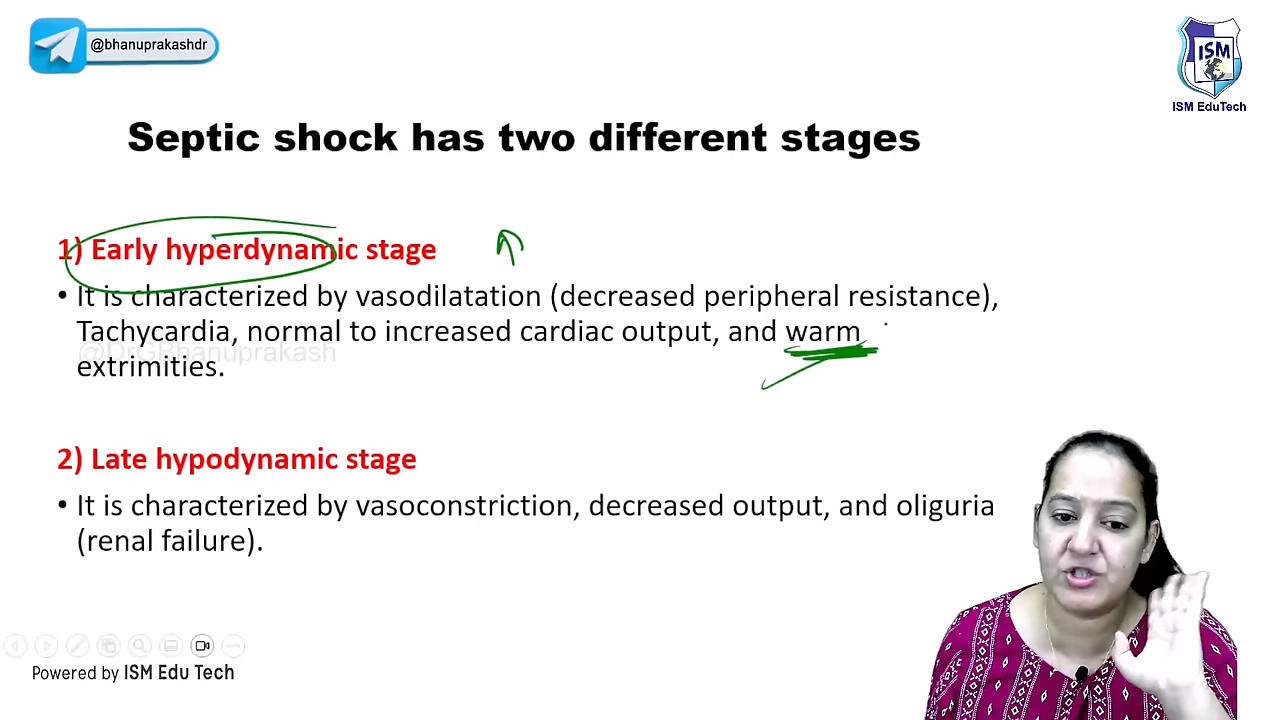 @bhanuprakashdr
ISM
ISM EduTech
Septic shock has two different stages
1) Early hyperdynamic stage
• It is characterized by vasodilatation (decreased peripheral resistance),
Tachycardia, normal to increased cardiac output, and warm
@DrGBhanuprakash
extrimities.
2) Late hypodynamic stage
• It is characterized by vasoconstriction, decreased output, and oliguria
(renal failure).
Powered by ISM Edu Tech